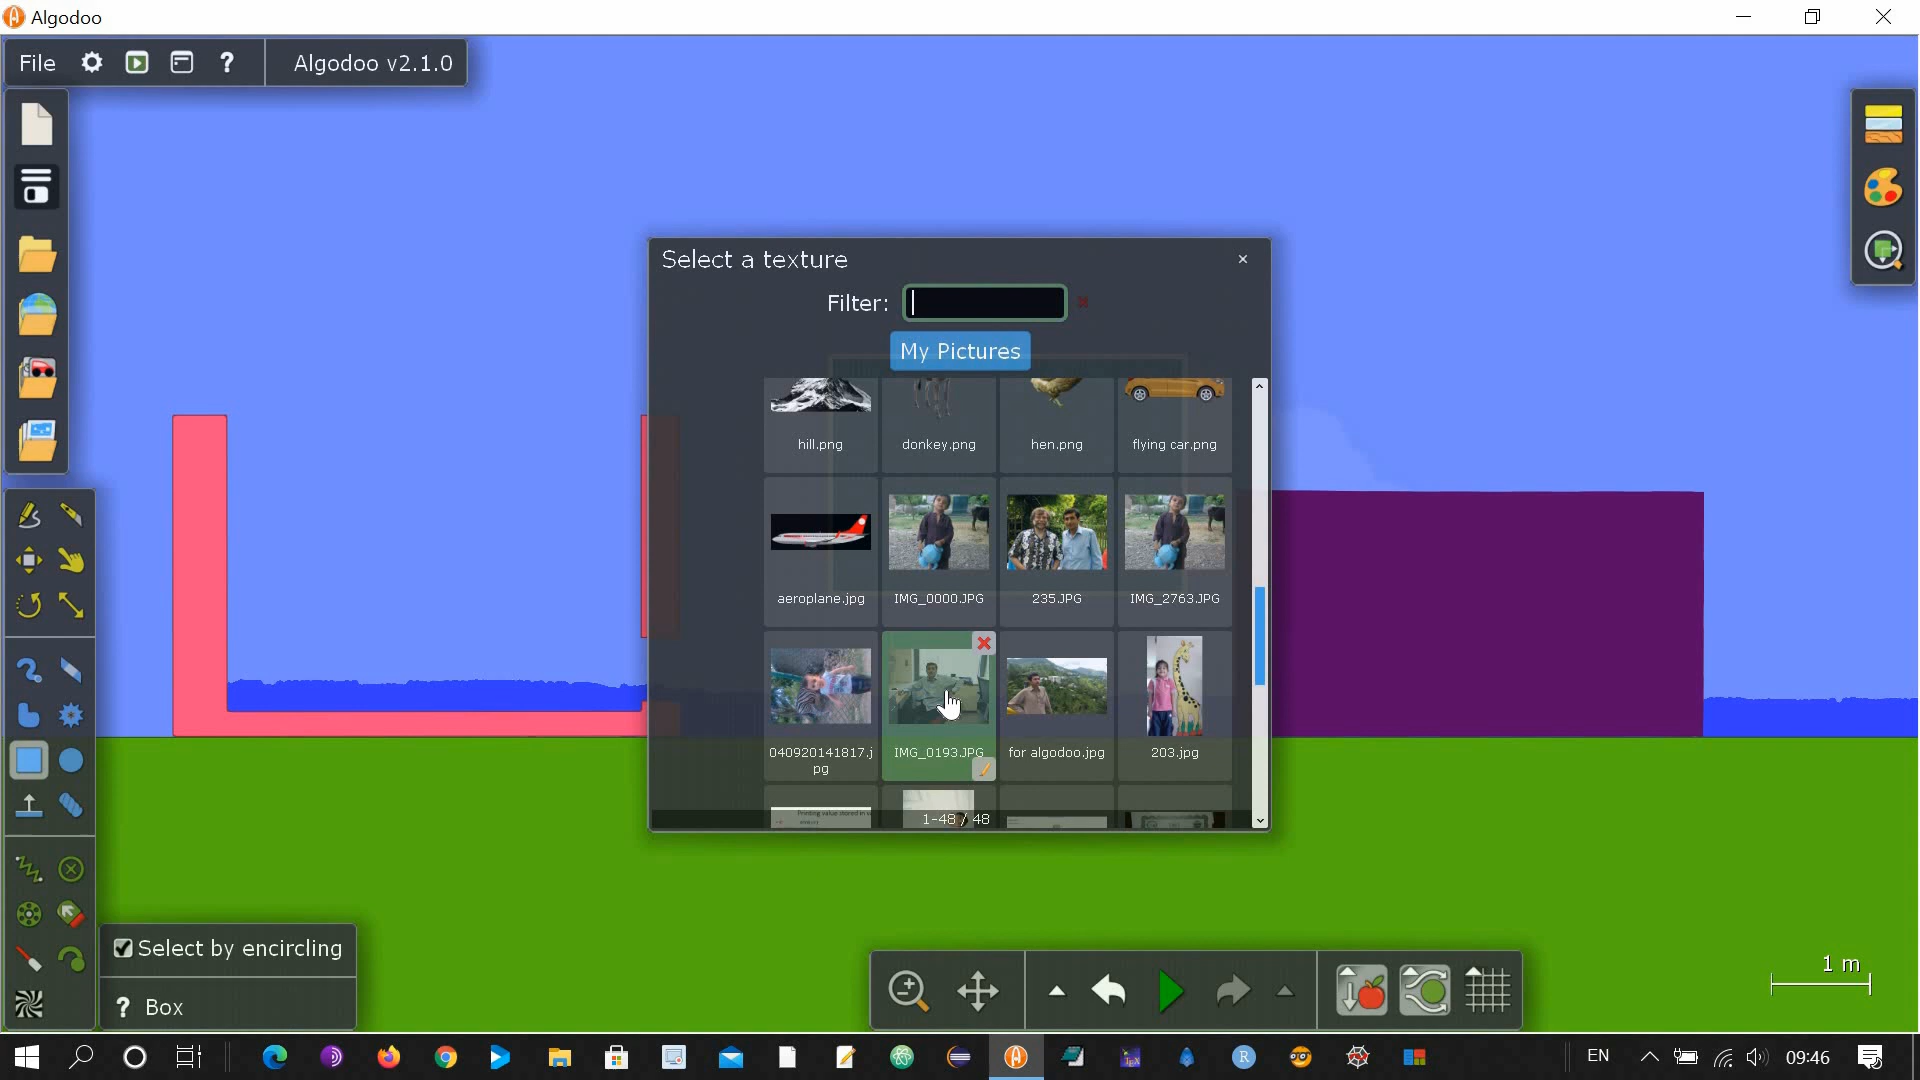 Algodoo
File ? Algodoo v2.1.0
Select a texture
Filter:
My Pictures
hill.png donkey.png hen.png flying car.png
aeroplane.jpg IMG_0000.JPG 235.JPG IMG_2763.JPG
040920141817.j IMG_0193.JPG for algodoo.jpg 203.jpg
pg
1-48 / 48
Select by encircling
? Box
1 m
EN 09:46